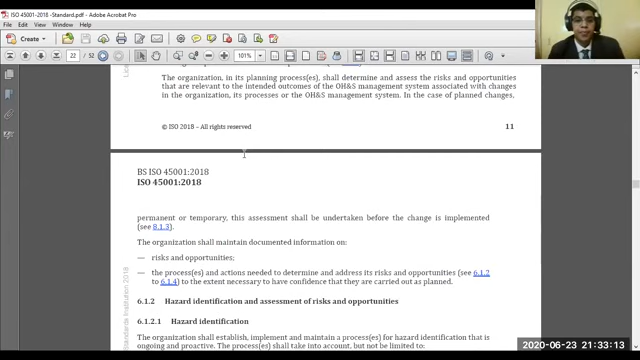 ISO 45001-2018 -Standard.pdf - Adobe Acrobat Pro
File Edit View Window Help
Create
22 / 52 101%
The organization, in its planning process(es), shall determine and assess the risks and opportunities
that are relevant to the intended outcomes of the OH&S management system associated with changes
in the organization, its processes or the OH&S management system. In the case of planned changes,
© ISO 2018 – All rights reserved 11
BS ISO 45001:2018
ISO 45001:2018
permanent or temporary, this assessment shall be undertaken before the change is implemented
(see 8.1.3).
The organization shall maintain documented information on:
— risks and opportunities;
— the process(es) and actions needed to determine and address its risks and opportunities (see 6.1.2
to 6.1.4) to the extent necessary to have confidence that they are carried out as planned.
6.1.2 Hazard identification and assessment of risks and opportunities
6.1.2.1 Hazard identification
The organization shall establish, implement and maintain a process for hazard identification that is
ongoing and proactive. The process shall take into account, but not be limited to:
Standards Institution 2018
2020-06-23 21:33:13